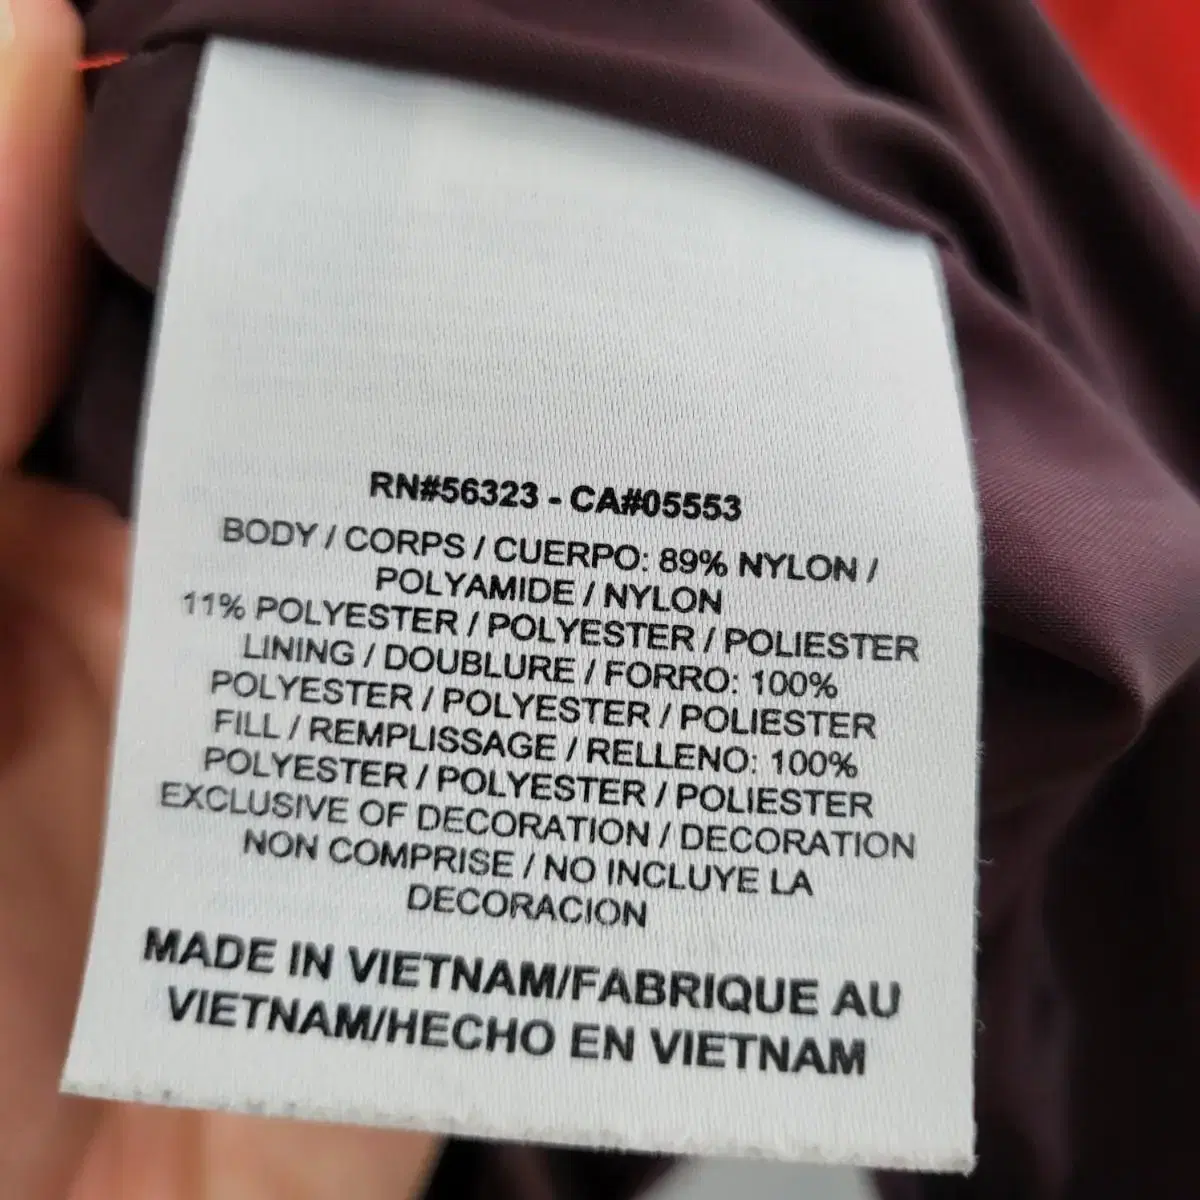 RN#56323 - CA#05553
BODY / CORPS / CUERPO: 89% NYLON /
POLYAMIDE / NYLON
11% POLYESTER / POLYESTER / POLIESTER
LINING / DOUBLURE / FORRO: 100%
POLYESTER / POLYESTER / POLIESTER
FILL / REMPLISSAGE / RELLENO: 100%
POLYESTER / POLYESTER / POLIESTER
EXCLUSIVE OF DECORATION / DECORATION
NON COMPRISE / NO INCLUYE LA
DECORACION
MADE IN VIETNAM/FABRIQUE AU
VIETNAM/HECHO EN VIETNAM